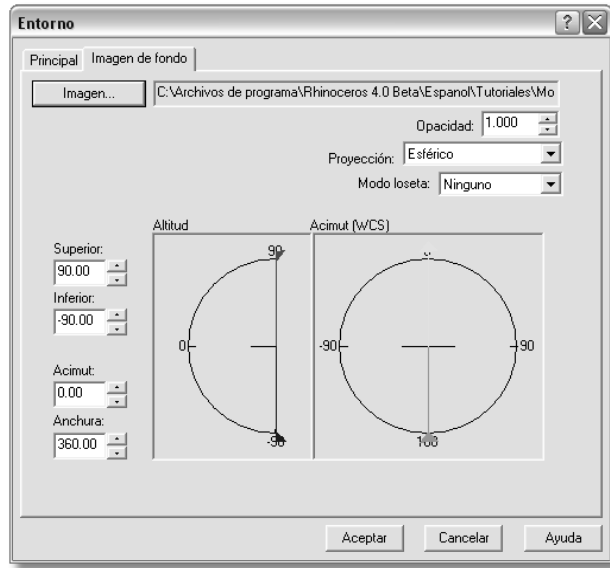 Entorno
Principal Imagen de fondo
Imagen... C:\Archivos de programa\Rhinoceros 4.0 Beta\Espanol\Tutoriales\Mo
Opacidad: 1.000
Proyección: Esférico
Modo loseta: Ninguno
Altitud Acimut (WCS)
Superior:
90.00
Inferior:
-90.00
Acimut:
0.00
Anchura:
360.00
90
0
-90
0
-90
90
180
Aceptar Cancelar Ayuda